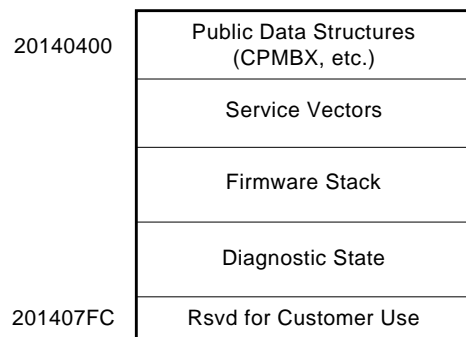 20140400
Public Data Structures
(CPMBX, etc.)
Service Vectors
Firmware Stack
Diagnostic State
201407FC
Rsvd for Customer Use